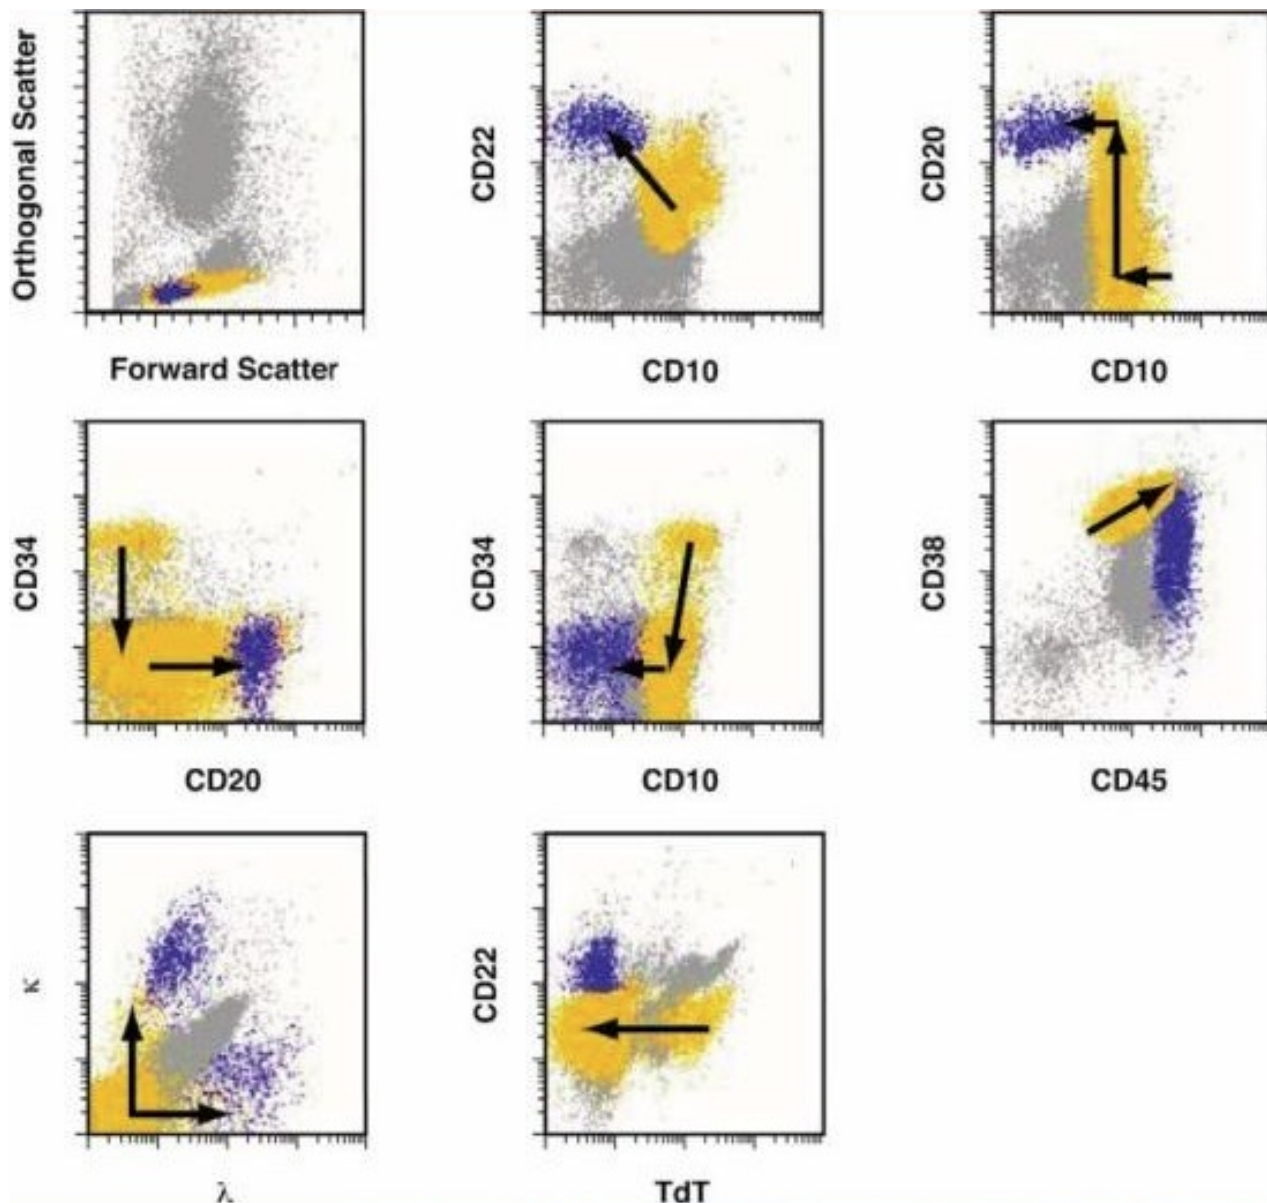 Orthogonal Scatter
Forward Scatter
CD22
CD10
CD20
CD10
CD34
CD20
CD34
CD10
CD38
CD45
κ
λ
CD22
TdT